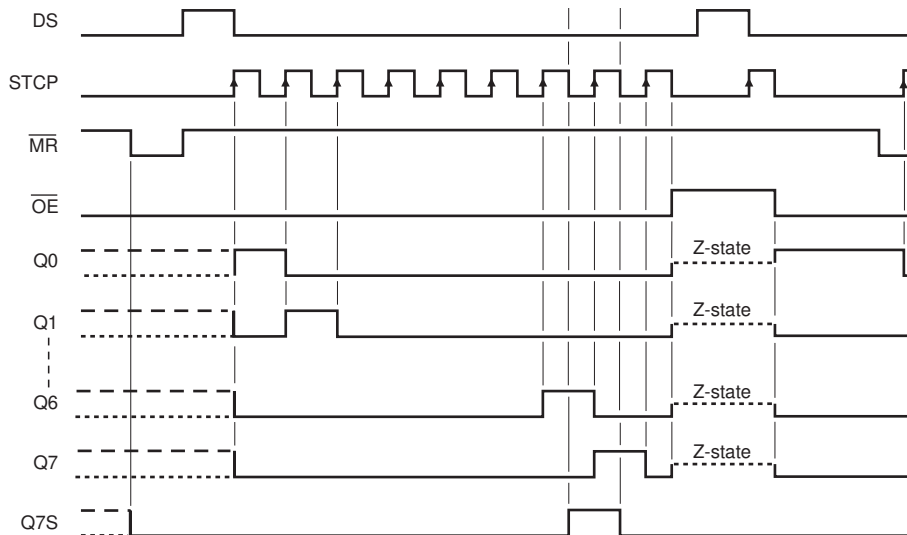 DS
STCP
MR
OE
Q0
Z-state
Q1
Z-state
Q6
Z-state
Q7
Z-state
Q7S